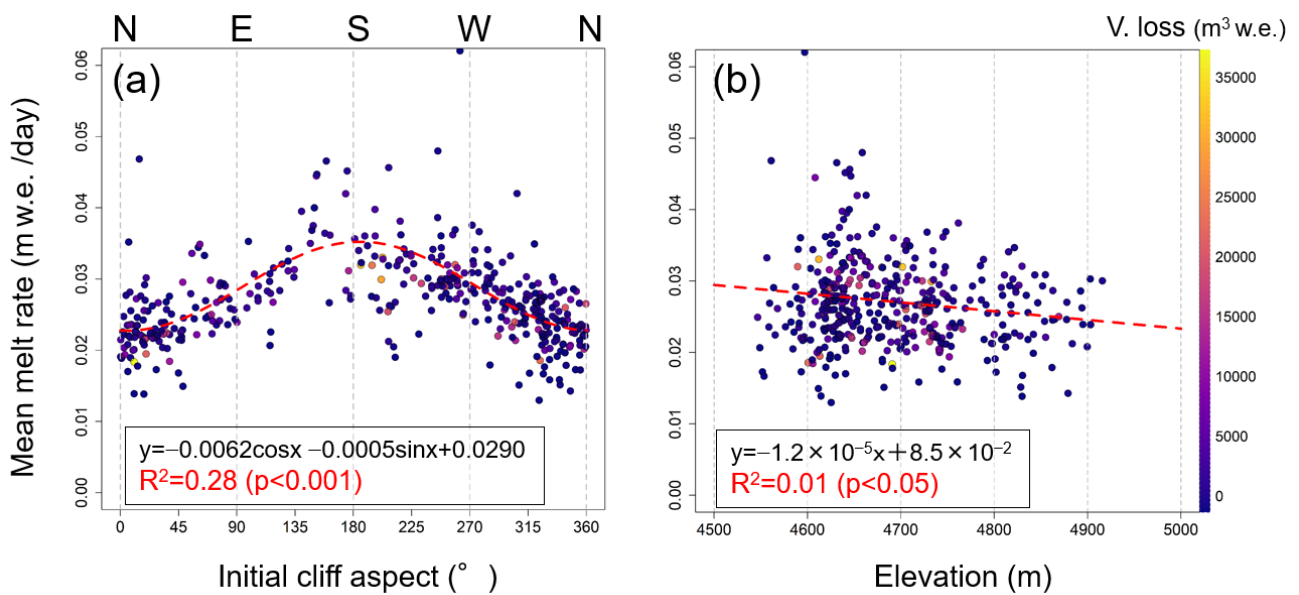 N E S W N
V. loss (m³ w.e.)
(a)
(b)
Mean melt rate (m w.e. /day)
0.06
0.05
0.04
0.03
0.02
0.01
0.00
y=−0.0062cosx −0.0005sinx+0.0290
R²=0.28 (p<0.001)
0 45 90 135 180 225 270 315 360
Initial cliff aspect (° )
0.06
0.05
0.04
0.03
0.02
0.01
0.00
y=−1.2×10⁻⁵x+8.5×10⁻²
R²=0.01 (p<0.05)
4500 4600 4700 4800 4900 5000
Elevation (m)
35000
30000
25000
20000
15000
10000
5000
0